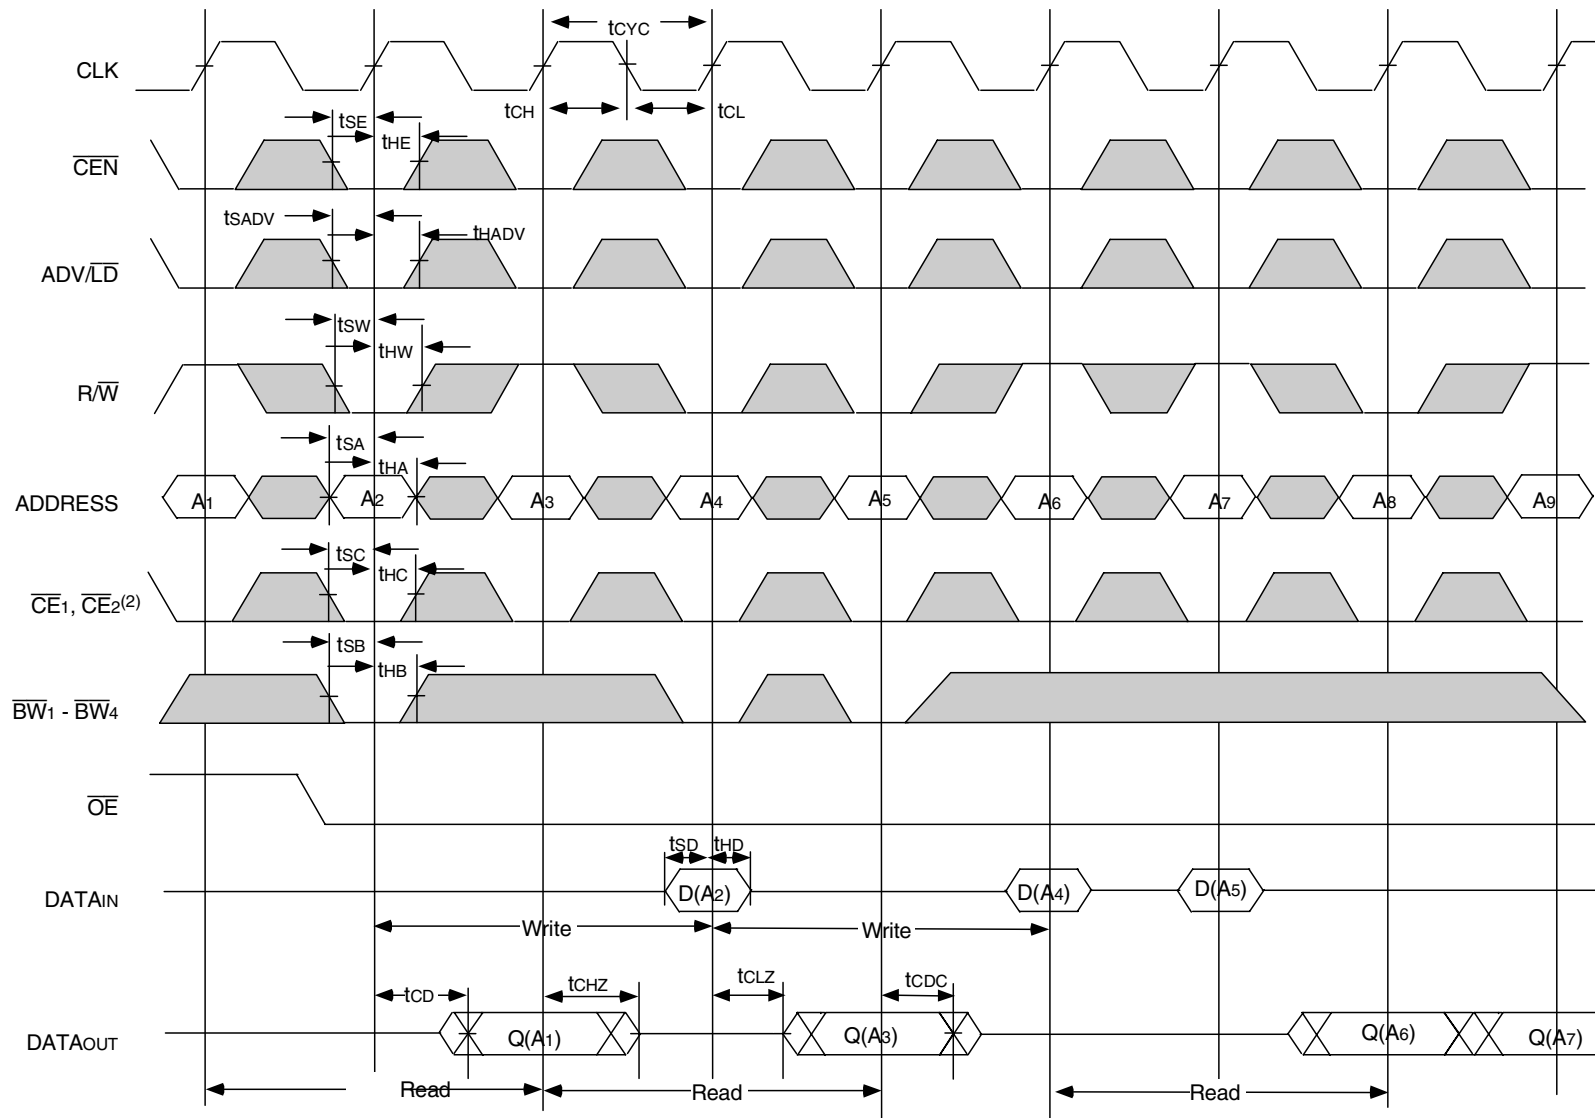 tCYC
CLK
tCH
tCL
tSE
tHE
CEN
tSADV
tHADV
ADV/LD
tSW
tHW
R/W
tSA
tHA
ADDRESS
A1 A2 A3 A4 A5 A6 A7 A8 A9
tSC
tHC
CE1, CE2(2)
tSB
tHB
BW1 - BW4
OE
tSD tHD
DATAIN
D(A2) D(A4) D(A5)
Write Write
tCD tCHZ tCLZ tCDC
DATAOUT
Q(A1) Q(A3) Q(A6) Q(A7)
Read Read Read